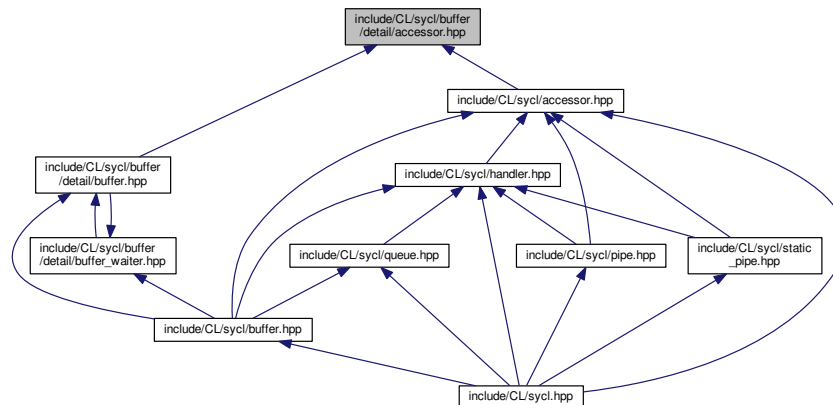 include/CL/sycl/buffer
/detail/accessor.hpp
include/CL/sycl/accessor.hpp
include/CL/sycl/buffer
/detail/buffer.hpp
include/CL/sycl/handler.hpp
include/CL/sycl/buffer
/detail/buffer_waiter.hpp
include/CL/sycl/queue.hpp
include/CL/sycl/pipe.hpp
include/CL/sycl/static
_pipe.hpp
include/CL/sycl/buffer.hpp
include/CL/sycl.hpp